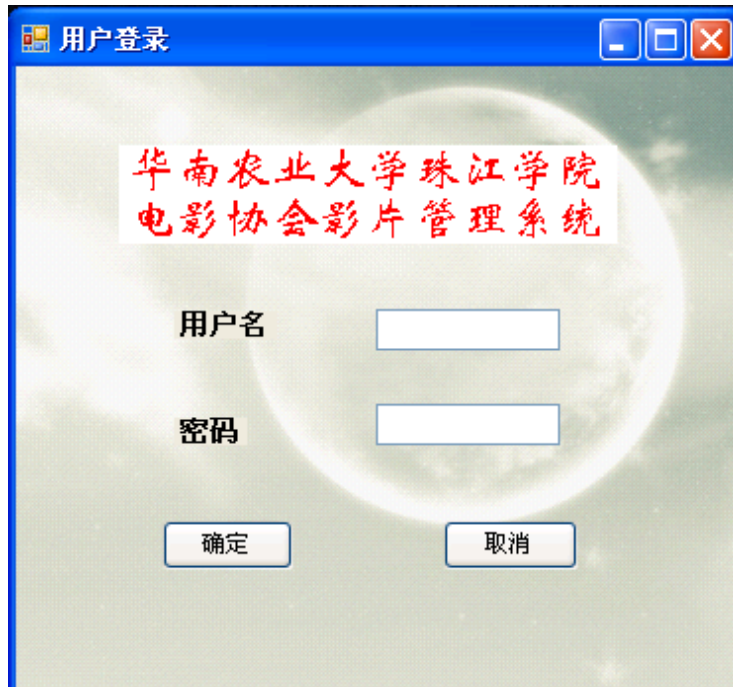 用户登录
华南农业大学珠江学院
电影协会影片管理系统
用户名
密码
确定
取消